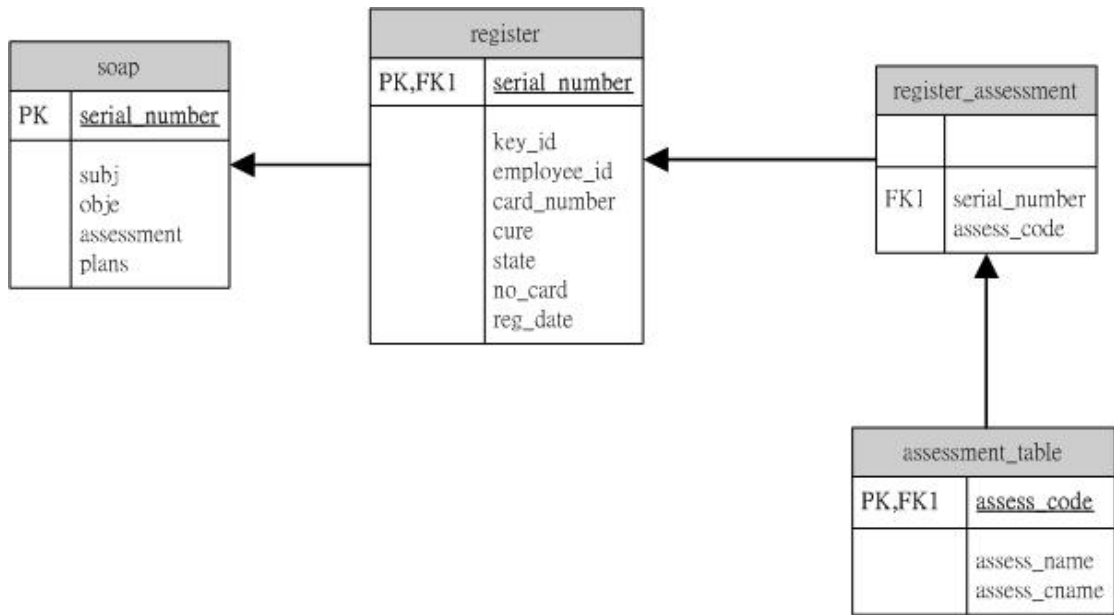 soap
PK serial_number
subj
obje
assessment
plans
register
PK,FK1 serial_number
key_id
employee_id
card_number
cure
state
no_card
reg_date
register_assessment
FK1 serial_number
assess_code
assessment_table
PK,FK1 assess_code
assess_name
assess_cname